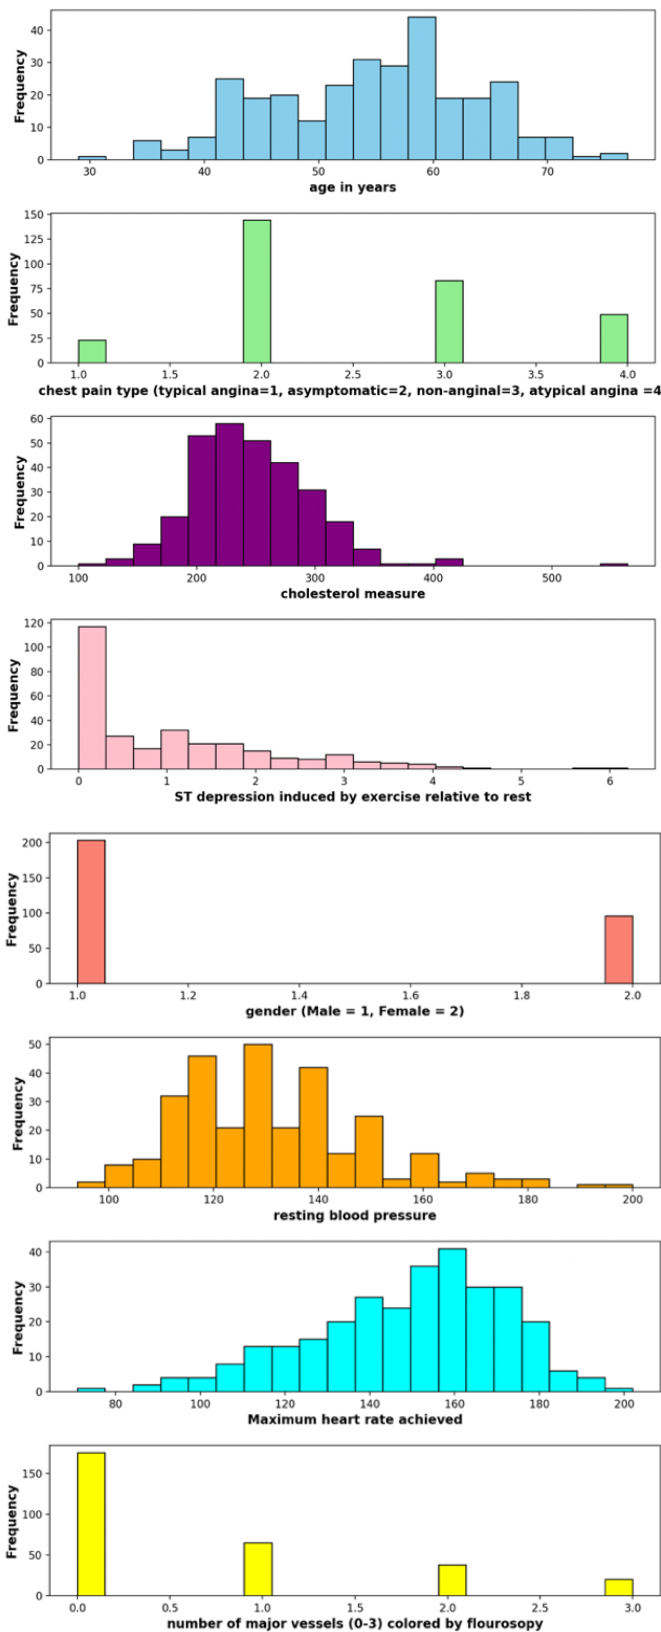 40
30
20
10
0
Frequency
30 40 50 60 70
age in years
150
125
100
75
50
25
0
Frequency
1.0 1.5 2.0 2.5 3.0 3.5 4.0
chest pain type (typical angina=1, asymptomatic=2, non-anginal=3, atypical angina =4
60
50
40
30
20
10
0
Frequency
100 200 300 400 500
cholesterol measure
120
100
80
60
40
20
0
Frequency
0 1 2 3 4 5 6
ST depression induced by exercise relative to rest
200
150
100
50
0
Frequency
1.0 1.2 1.4 1.6 1.8 2.0
gender (Male = 1, Female = 2)
50
40
30
20
10
0
Frequency
100 120 140 160 180 200
resting blood pressure
40
30
20
10
0
Frequency
80 100 120 140 160 180 200
Maximum heart rate achieved
150
100
50
0
Frequency
0.0 0.5 1.0 1.5 2.0 2.5 3.0
number of major vessels (0-3) colored by flourosopy